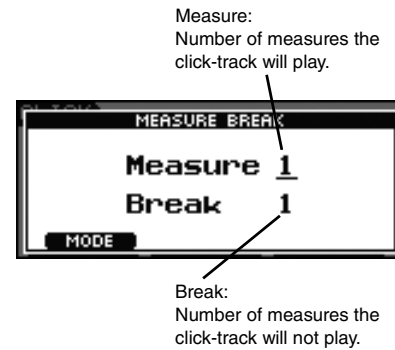 Measure:
Number of measures the
click-track will play.
CLICK
MEASURE BREAK
Measure 1
Break 1
MODE
Break:
Number of measures the
click-track will not play.